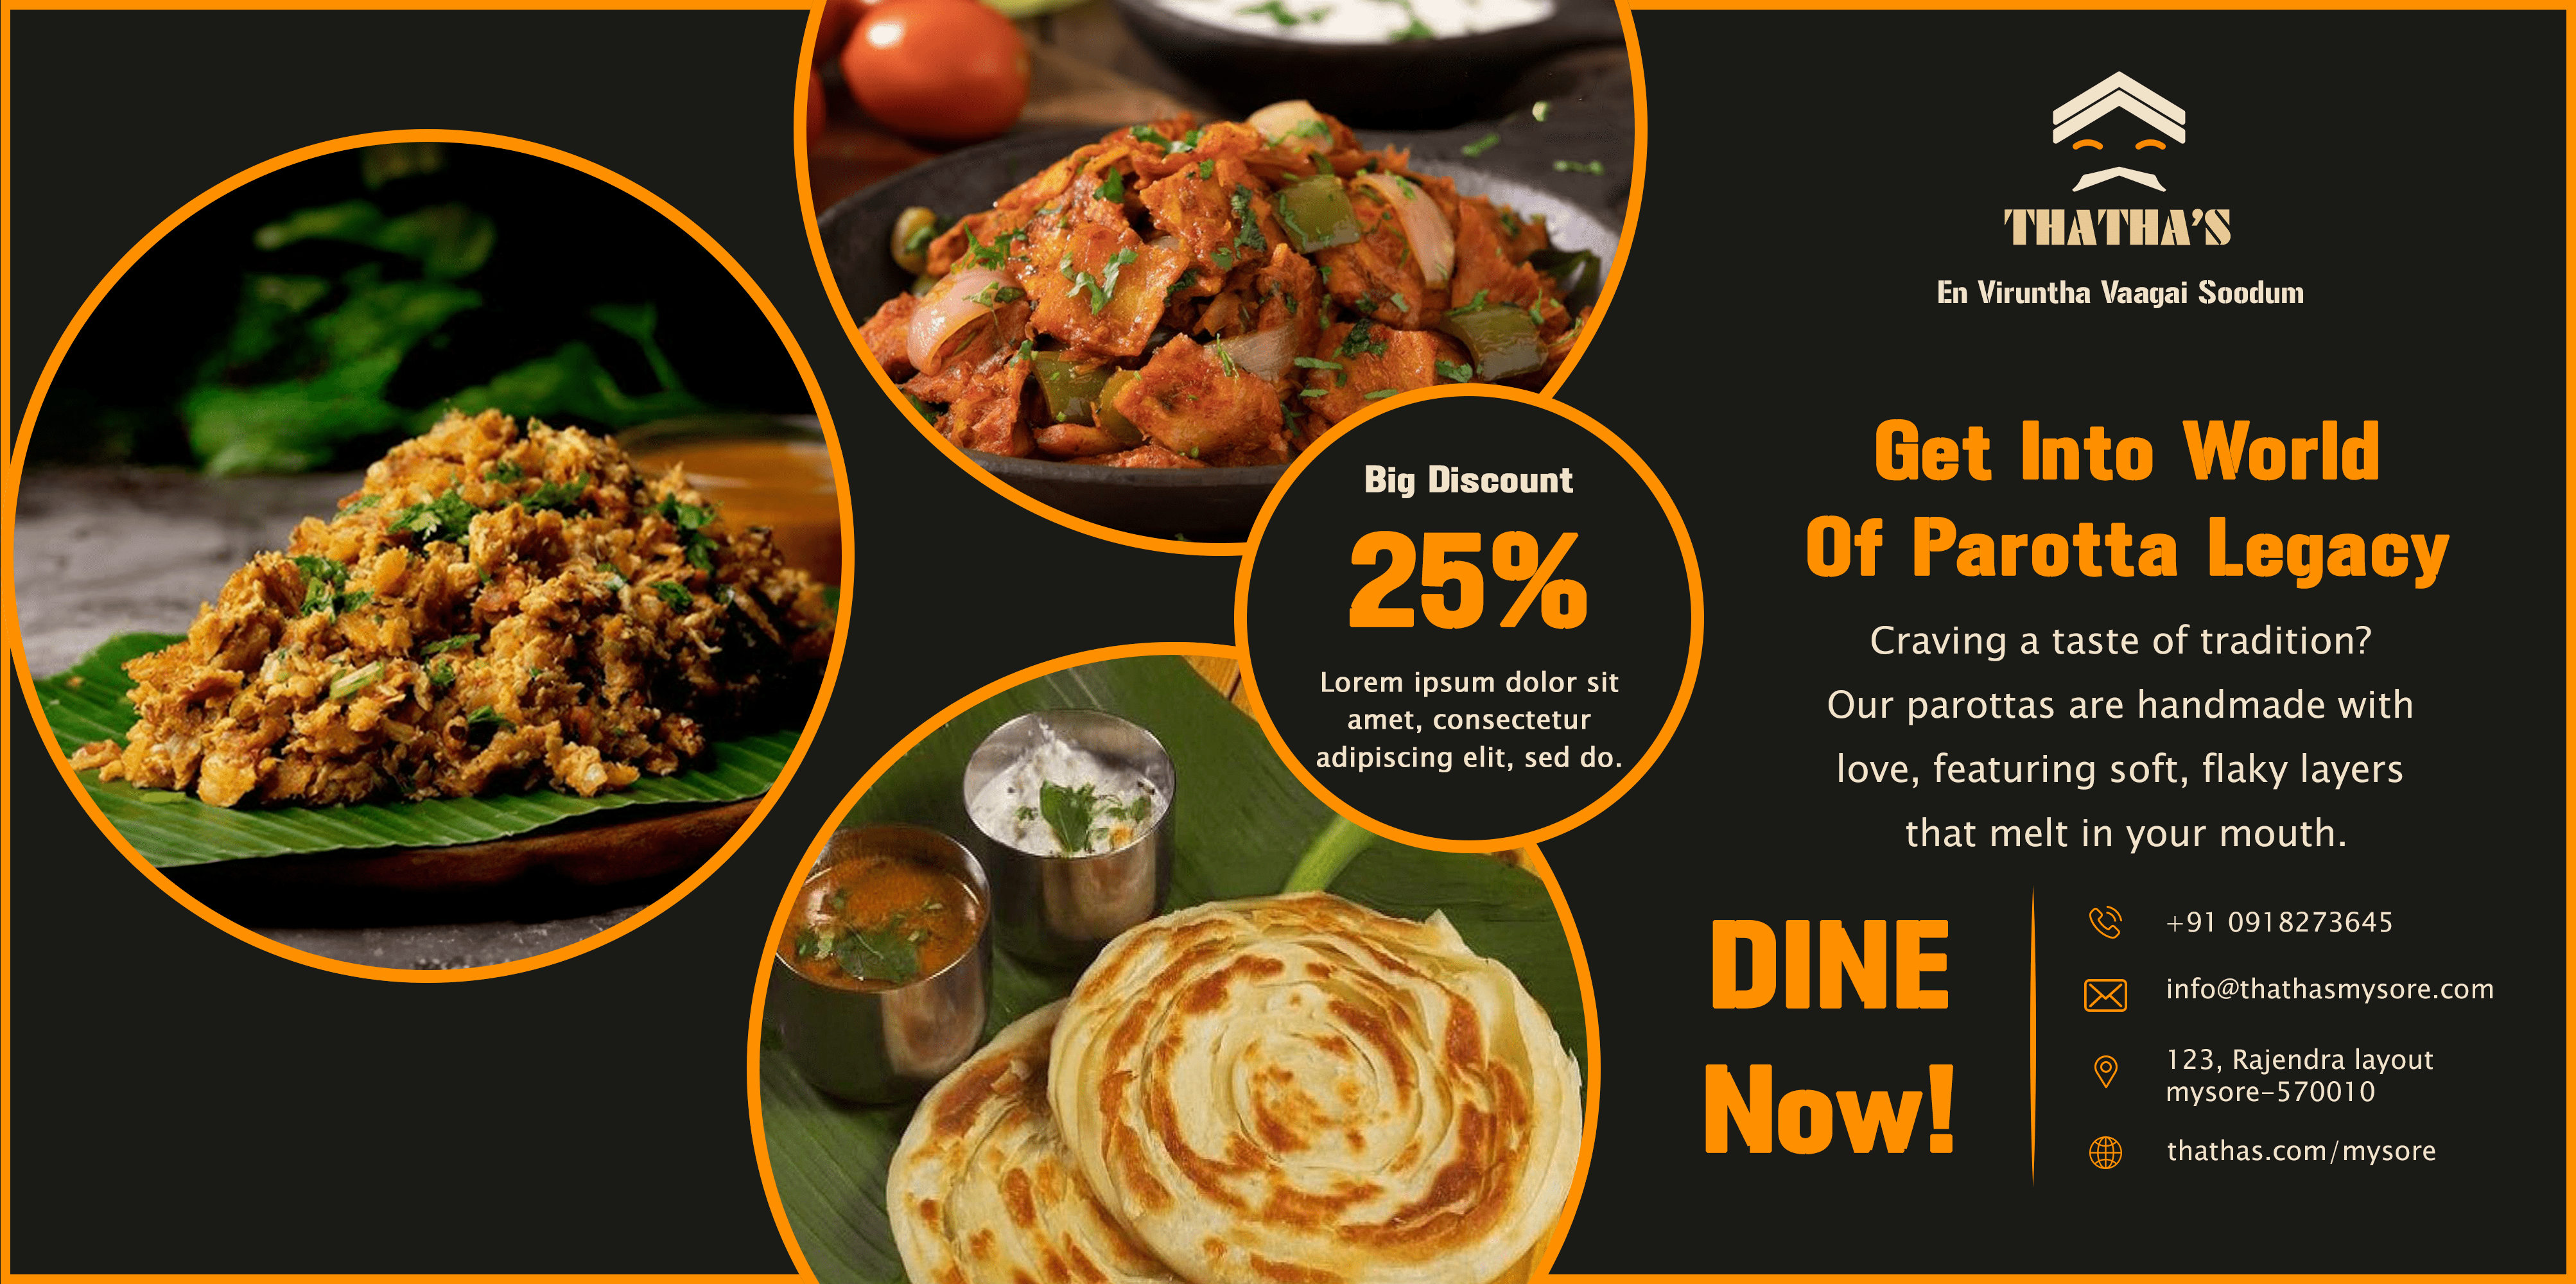 THATHA'S
En Viruntha Vaagai Soodum
Get Into World
Of Parotta Legacy
Craving a taste of tradition?
Our parottas are handmade with
love, featuring soft, flaky layers
that melt in your mouth.
Big Discount
25%
Lorem ipsum dolor sit
amet, consectetur
adipiscing elit, sed do.
DINE
Now!
+91 0918273645
info@thathasmysore.com
123, Rajendra layout
mysore-570010
thathas.com/mysore